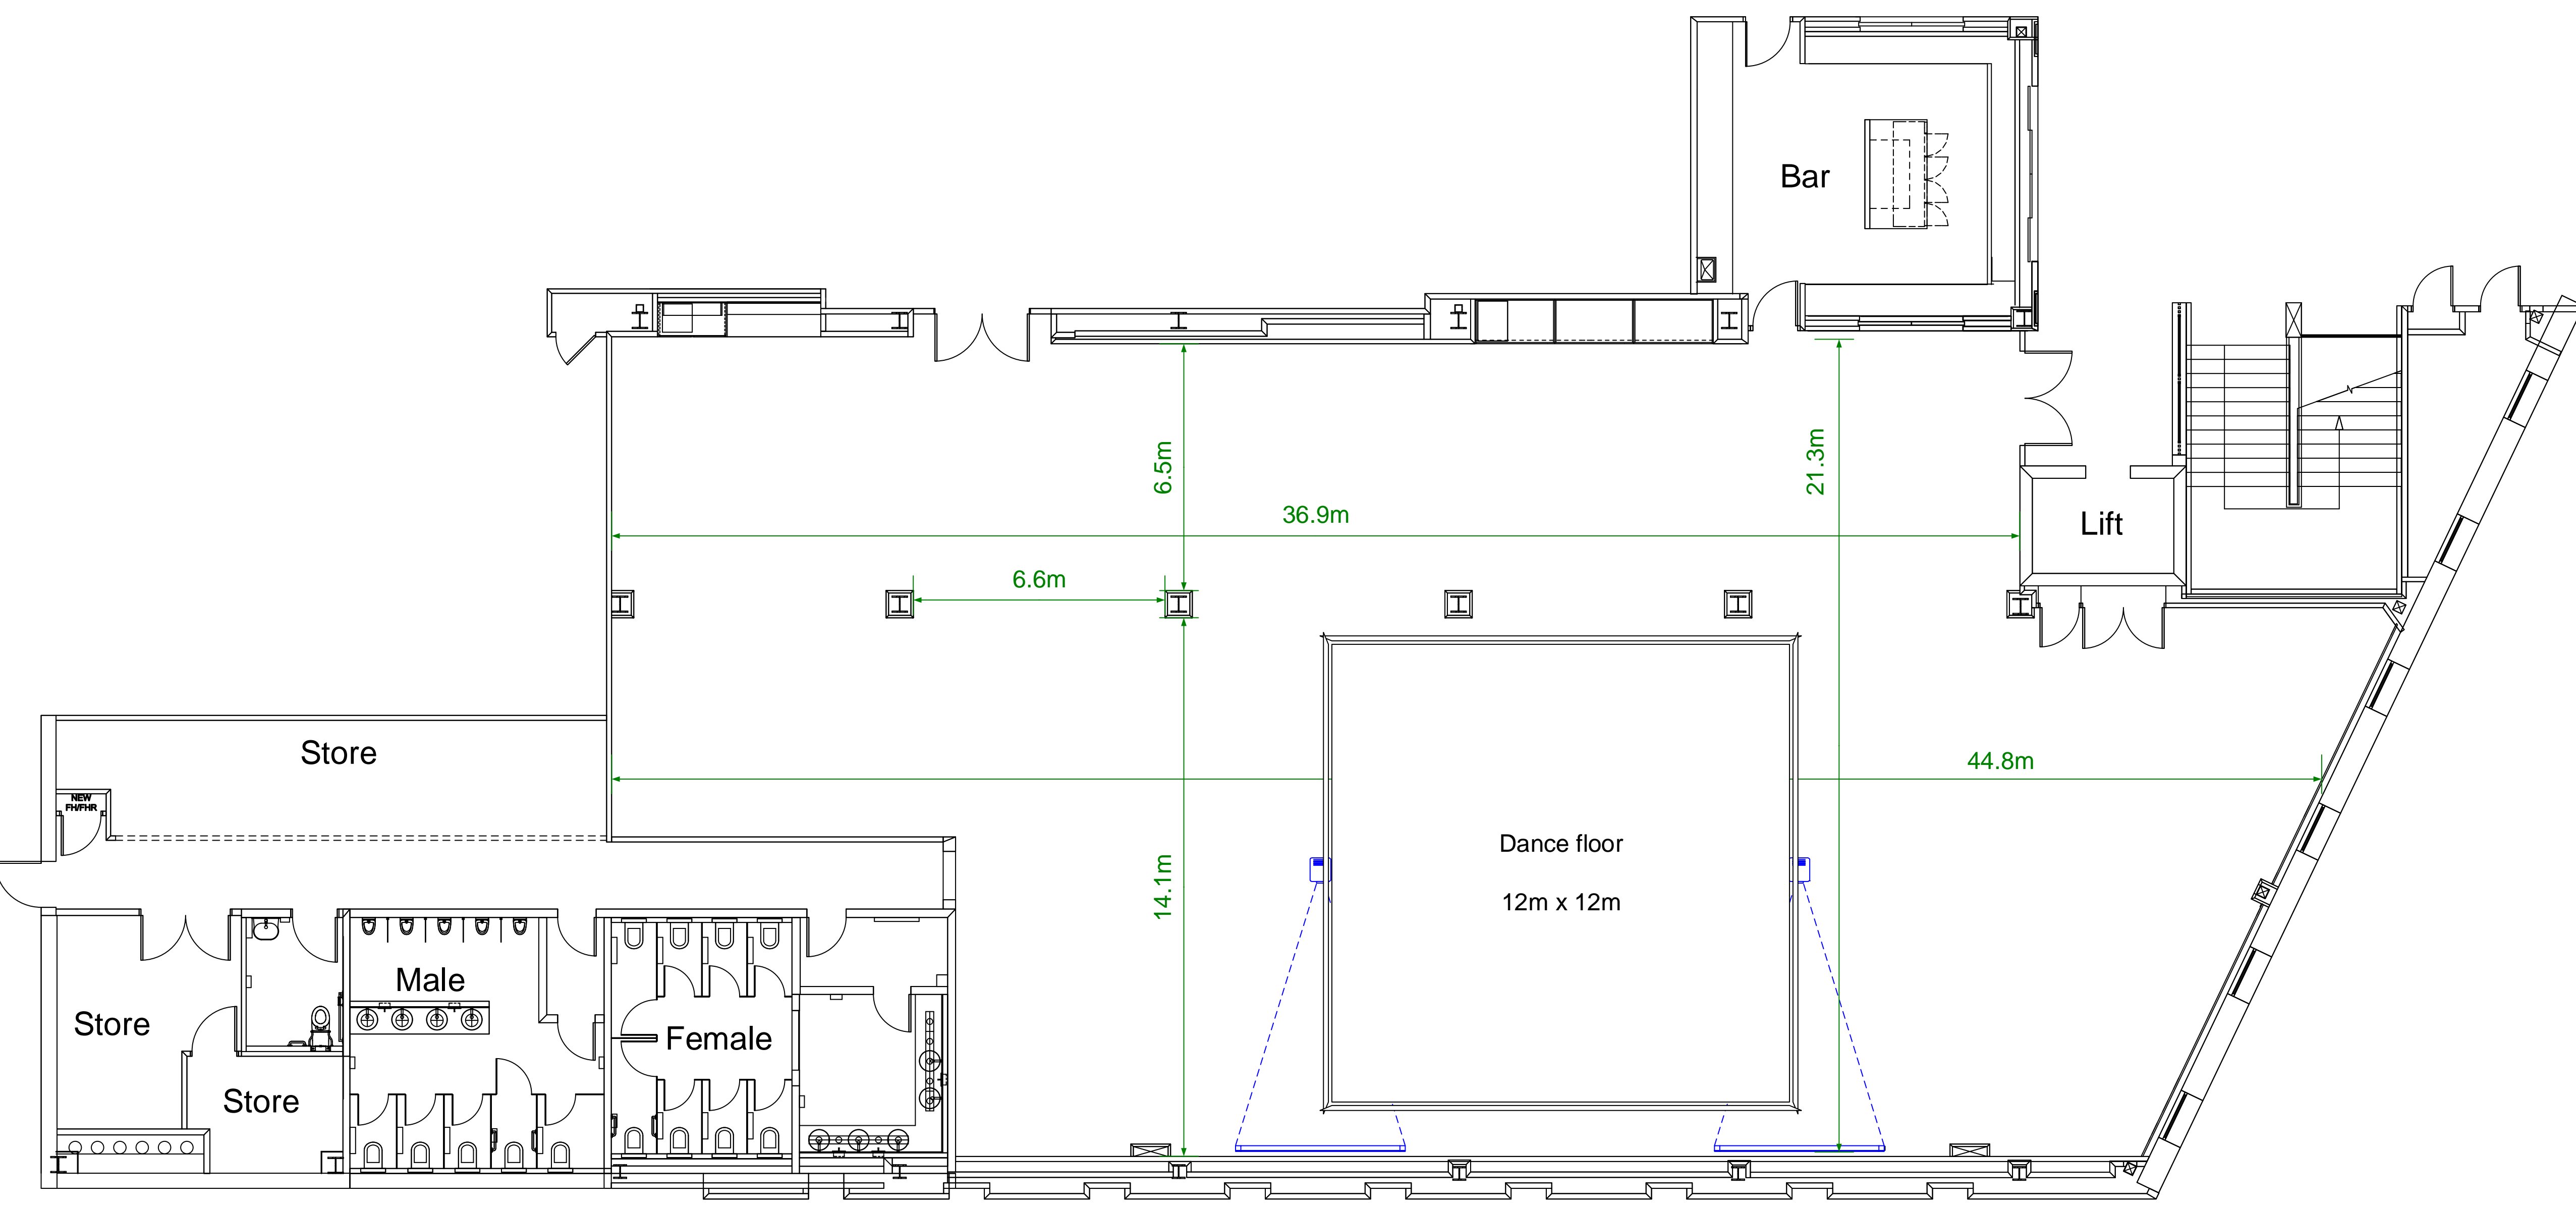 Bar
6.5m
21.3m
36.9m
Lift
6.6m
Store
NEW
FH/FHR
44.8m
Dance floor
12m x 12m
14.1m
Male
Store
Female
Store